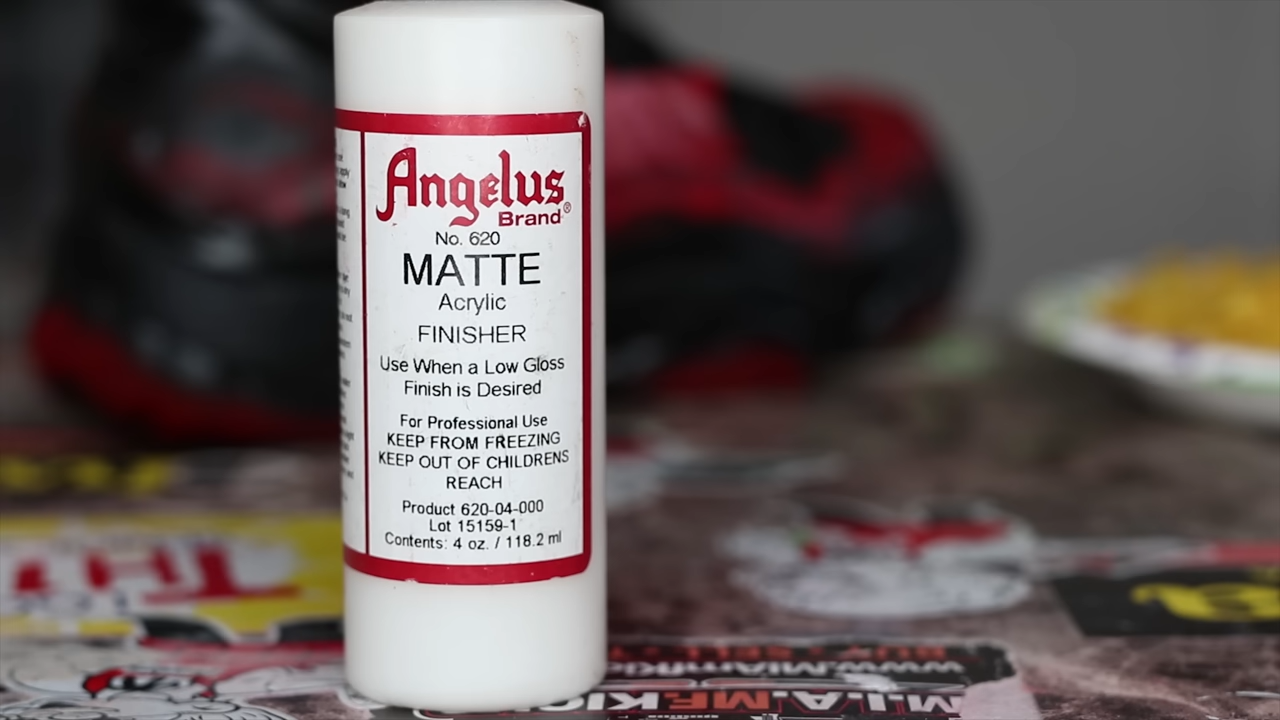 Angelus
Brand®
No. 620
MATTE
Acrylic
FINISHER
Use When a Low Gloss
Finish is Desired
For Professional Use
KEEP FROM FREEZING
KEEP OUT OF CHILDRENS
REACH
Product 620-04-000
Lot 15159-1
Contents: 4 oz. / 118.2 ml